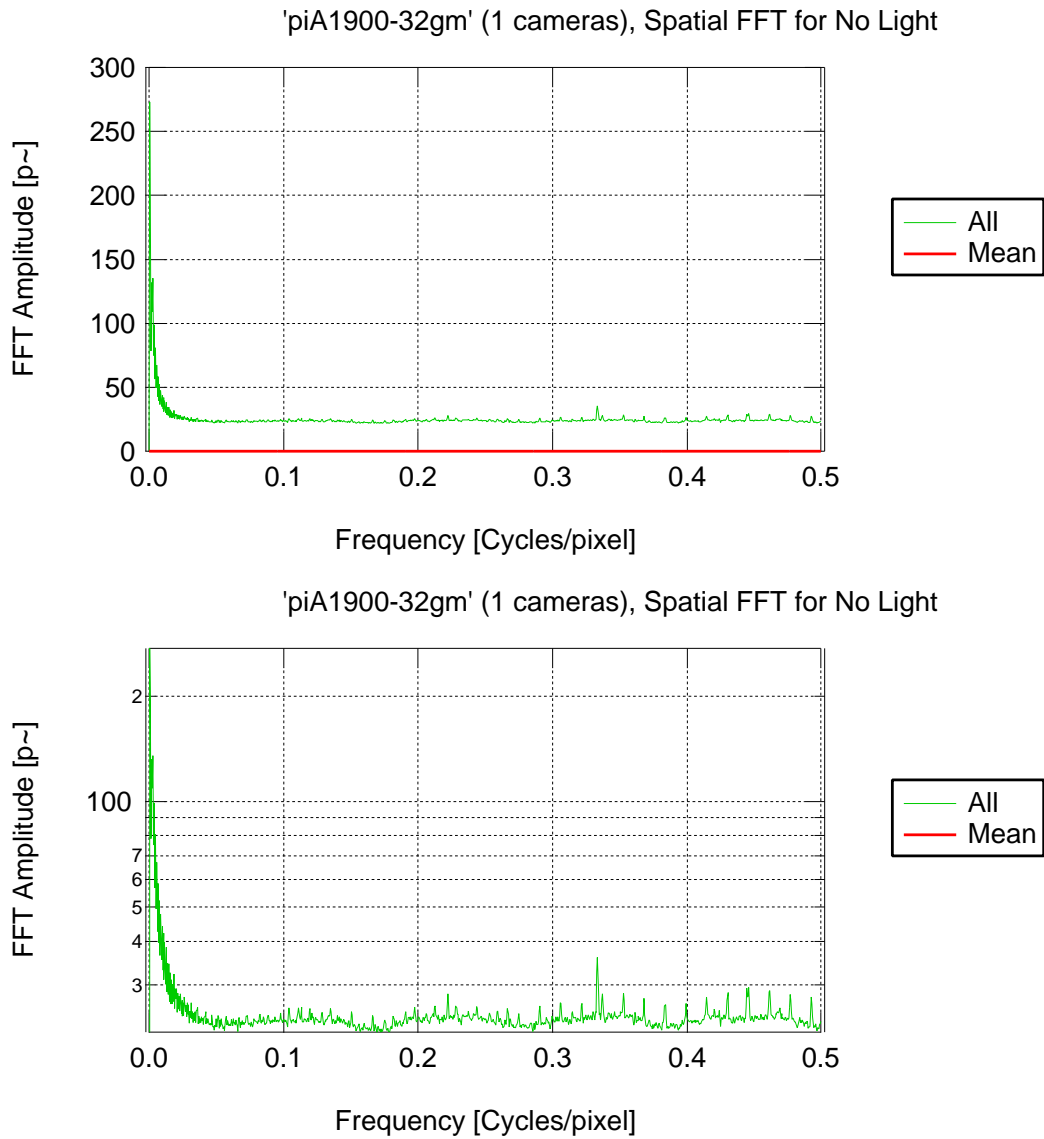 'piA1900-32gm' (1 cameras), Spatial FFT for No Light
300
250
200
150
100
50
0
FFT Amplitude [p~]
0.0 0.1 0.2 0.3 0.4 0.5
Frequency [Cycles/pixel]
All
Mean
'piA1900-32gm' (1 cameras), Spatial FFT for No Light
2
100
7
6
5
4
3
FFT Amplitude [p~]
0.0 0.1 0.2 0.3 0.4 0.5
Frequency [Cycles/pixel]
All
Mean